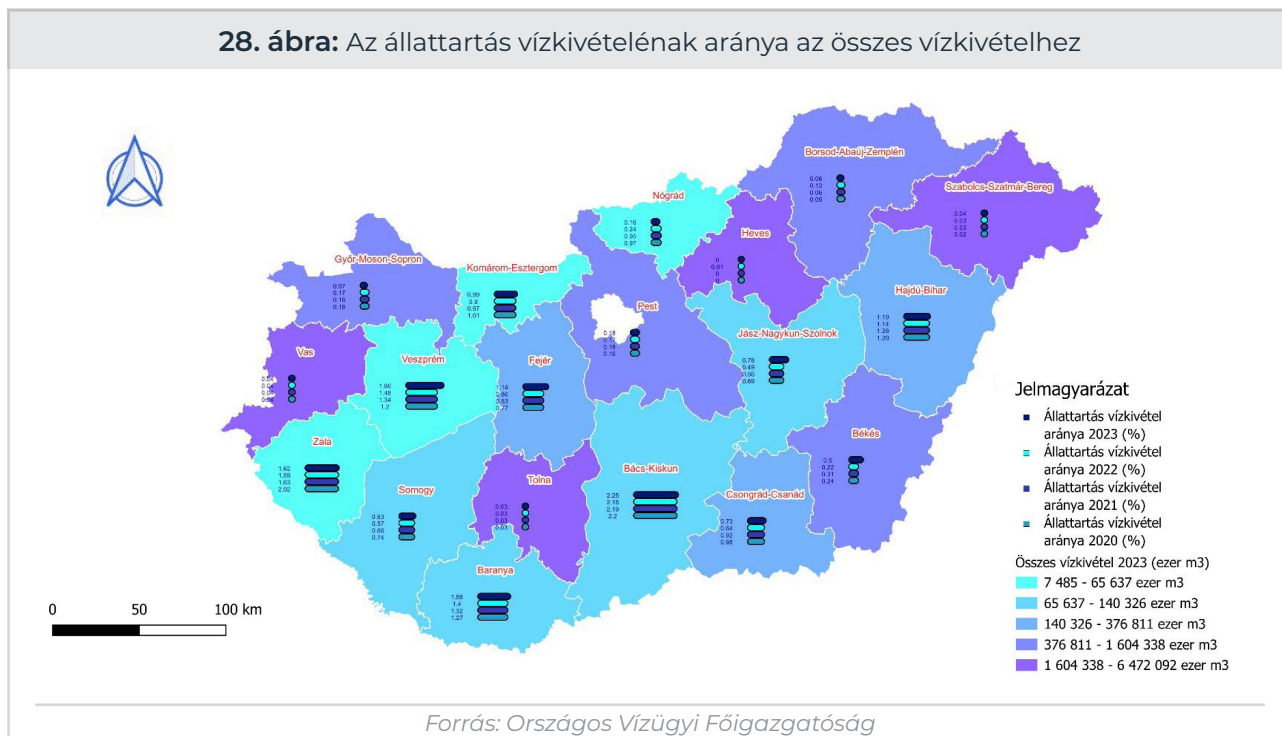 28. ábra: Az állattartás vízkivételénak aránya az összes vízkivételhez
Borsod-Abaúj-Zemplén
0.06
0.12
0.06
0.05
Szabolcs-Szatmár-Bereg
0.04
0.03
0.03
0.02
Nógrád
0.16
0.24
0.95
0.97
Heves
0
0.01
0
0
Győr-Moson-Sopron
0.07
0.17
0.16
0.18
Komárom-Esztergom
0.99
0.9
0.97
1.01
Pest
0.18
0.17
0.16
0.16
Hajdú-Bihar
1.19
1.14
1.28
1.29
Jász-Nagykun-Szolnok
0.78
0.49
0.56
0.69
Vas
0.04
0.04
Veszprém
1.86
1.48
1.34
1.2
Fejér
1.14
0.86
0.83
0.77
Zala
1.62
1.59
1.63
2.02
Somogy
0.63
0.57
0.66
0.74
Tolna
0.03
0.03
0.03
0.03
Bács-Kiskun
2.25
2.16
2.19
2.2
Csongrád-Csanád
0.73
0.64
0.92
0.98
Békés
0.5
0.22
0.31
0.24
Baranya
1.58
1.4
1.32
1.27
Jelmagyarázat
Állattartás vízkivétel
aránya 2023 (%)
Állattartás vízkivétel
aránya 2022 (%)
Állattartás vízkivétel
aránya 2021 (%)
Állattartás vízkivétel
aránya 2020 (%)
Összes vízkivétel 2023 (ezer m3)
7 485 - 65 637 ezer m3
65 637 - 140 326 ezer m3
140 326 - 376 811 ezer m3
376 811 - 1 604 338 ezer m3
1 604 338 - 6 472 092 ezer m3
0 50 100 km
Forrás: Országos Vízügyi Főigazgatóság